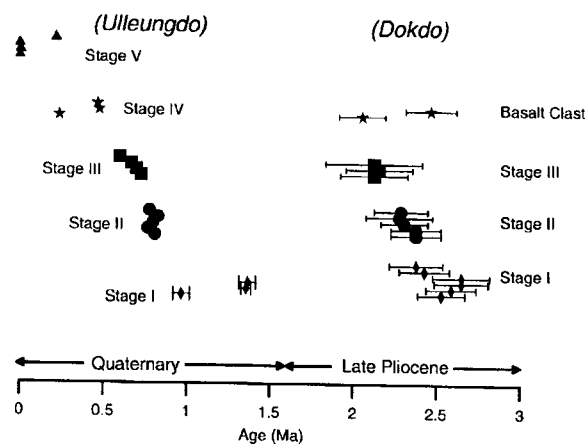 (Ulleungdo) (Dokdo)
Stage V
Stage IV Basalt Clast
Stage III Stage III
Stage II Stage II
Stage I Stage I
Quaternary Late Pliocene
0 0.5 1 1.5 2 2.5 3
Age (Ma)